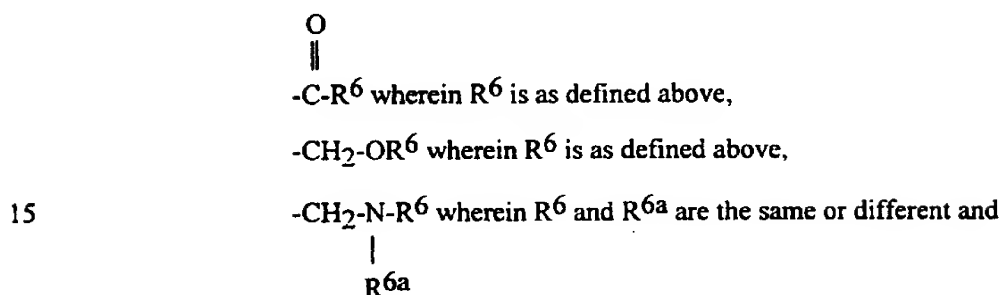 O
||
-C-R6 wherein R6 is as defined above,
-CH2-OR6 wherein R6 is as defined above,
15 -CH2-N-R6 wherein R6 and R6a are the same or different and
|
R6a